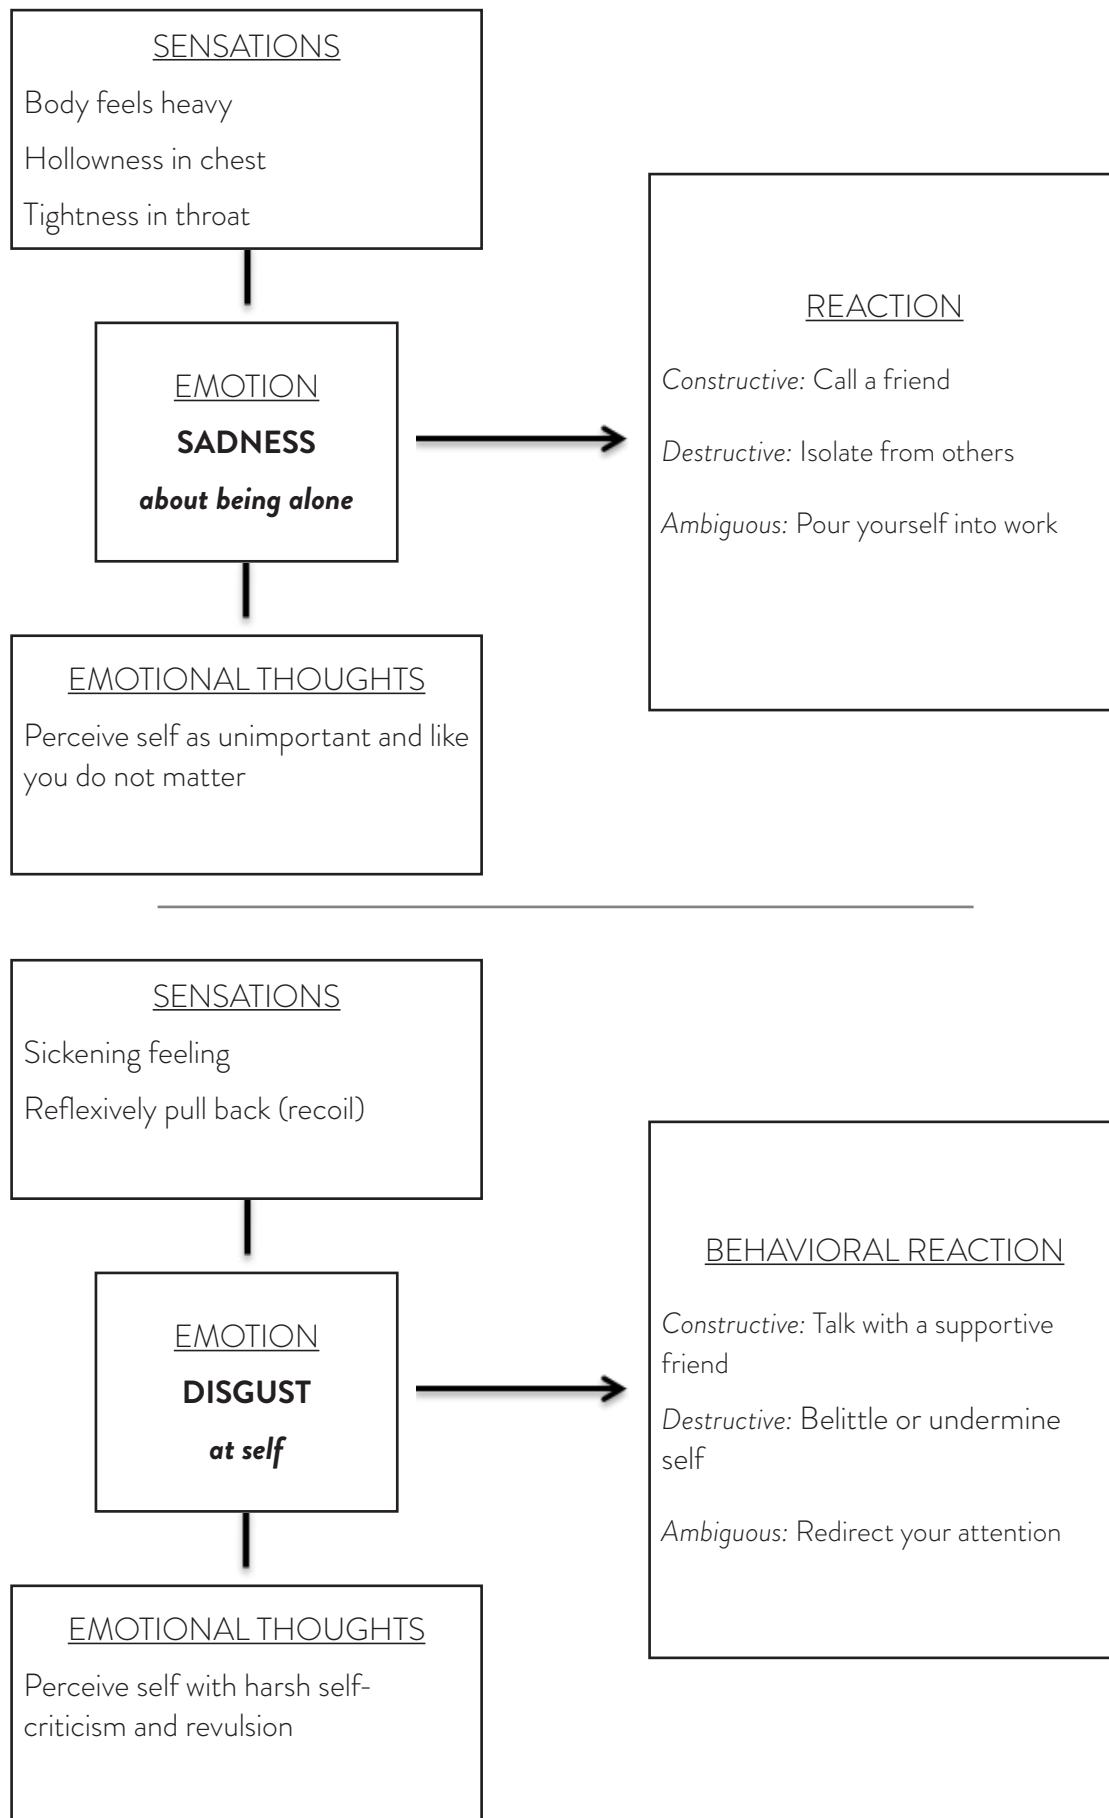 SENSATIONS
Body feels heavy
Hollowness in chest
Tightness in throat
EMOTION
SADNESS
about being alone
EMOTIONAL THOUGHTS
Perceive self as unimportant and like
you do not matter
REACTION
Constructive: Call a friend
Destructive: Isolate from others
Ambiguous: Pour yourself into work
SENSATIONS
Sickening feeling
Reflexively pull back (recoil)
EMOTION
DISGUST
at self
EMOTIONAL THOUGHTS
Perceive self with harsh self-
criticism and revulsion
BEHAVIORAL REACTION
Constructive: Talk with a supportive
friend
Destructive: Belittle or undermine
self
Ambiguous: Redirect your attention